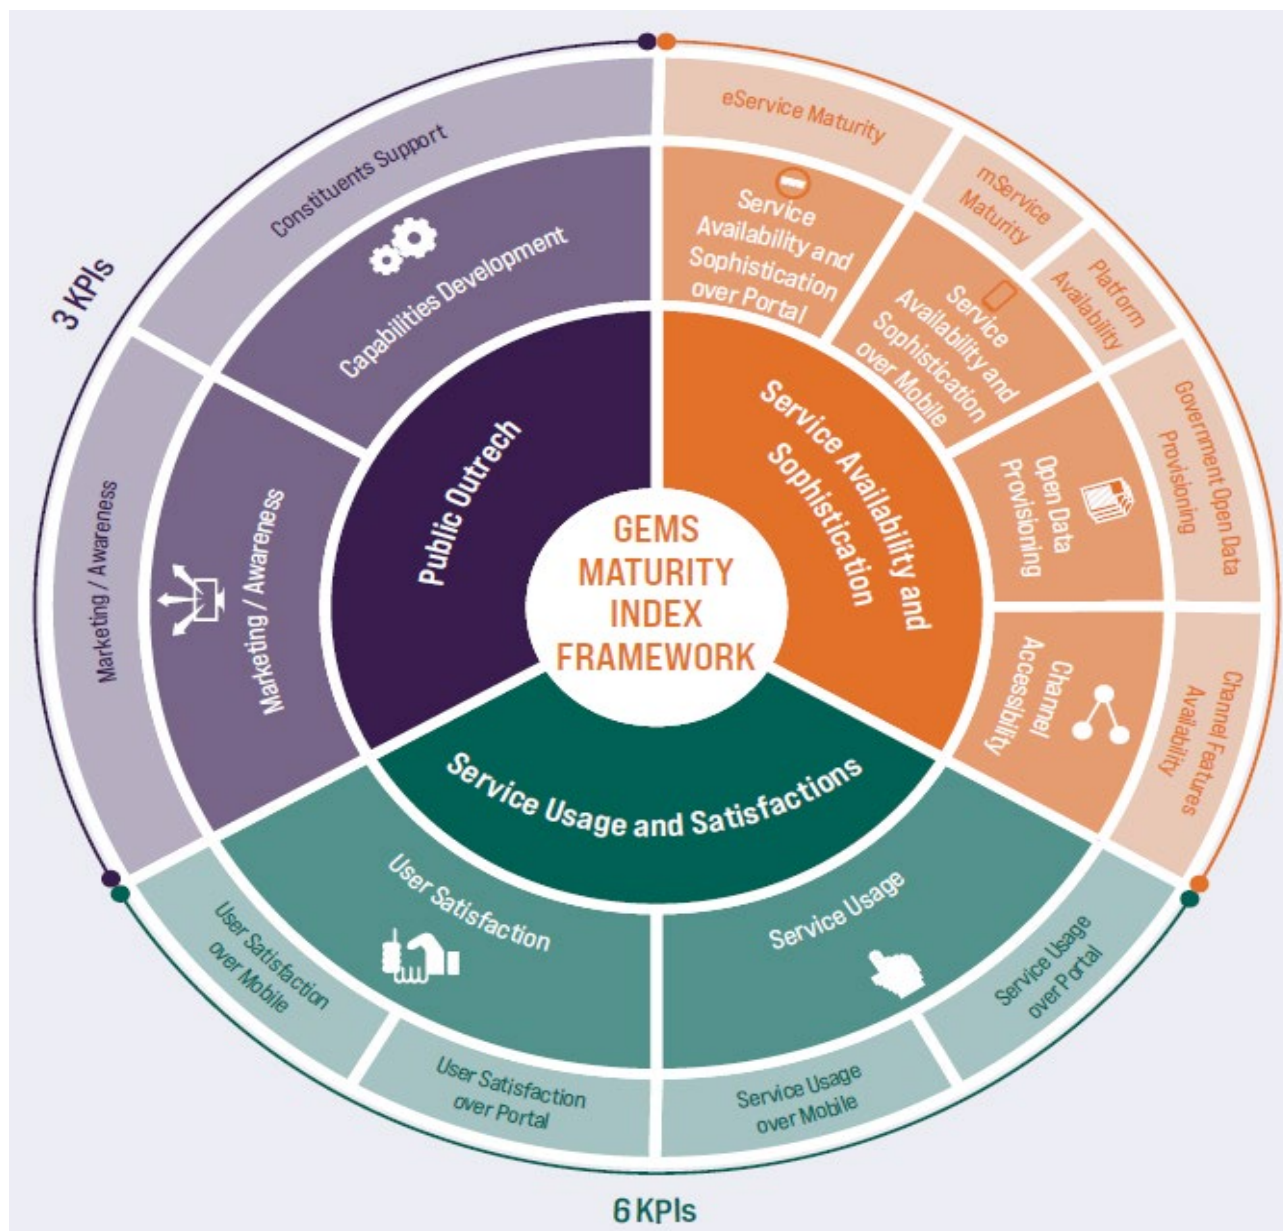 GEMS
MATURITY
INDEX
FRAMEWORK
Service Availability and
Sophistication
Service
Availability and
Sophistication
over Portal
eService Maturity
Service
Availability and
Sophistication
over Mobile
mService
Maturity
Platform
Availability
Open Data
Provisioning
Government Open Data
Provisioning
Channel
Accessibility
Channel Features
Availability
Service Usage and Satisfactions
Service Usage
Service Usage
over Portal
Service Usage
over Mobile
User Satisfaction
User Satisfaction
over Portal
User Satisfaction
over Mobile
6 KPIs
Public Outrech
Marketing / Awareness
Marketing / Awareness
Capabilities Development
Constituents Support
3 KPIs